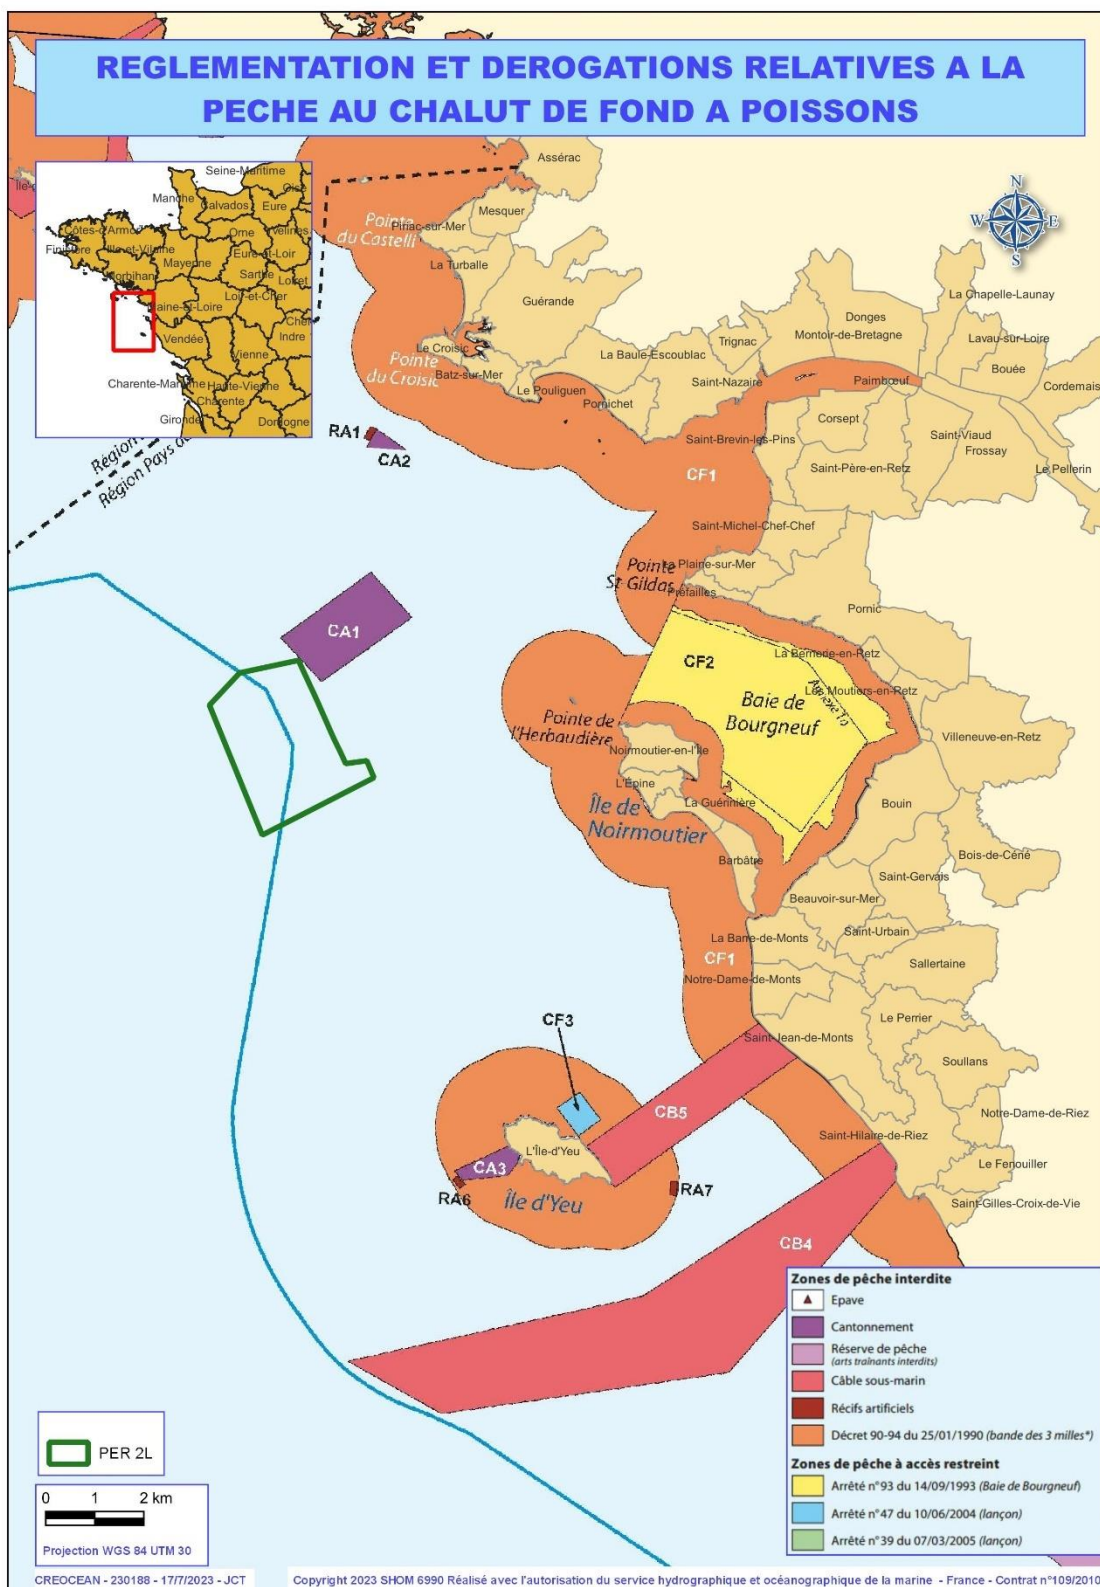 REGLEMENTATION ET DEROGATIONS RELATIVES A LA
PECHE AU CHALUT DE FOND A POISSONS
Seine-Maritime
Oise
Manche
Calvados
Eure
Côtes-d'Armor
Orne
Yvelines
Finistère
Ille-et-Vilaine
Eure-et-Loir
Mayenne
Morbihan
Sarthe
Loiret
Maine-et-Loire
Loir-et-Cher
Cher
Vendée
Indre
Vienne
Charente-Maritime
Haute-Vienne
Charente
Gironde
Dordogne
N
W
E
S
Assérac
Mesquer
Pointe
du Castelli
Piriac-sur-Mer
La Turballe
Guérande
La Chapelle-Launay
Donges
Montoir-de-Bretagne
Trignac
Lavau-sur-Loire
Bouée
Cordemais
Le Croisic
Pointe
du Croisic
Batz-sur-Mer
La Baule-Escoublac
Saint-Nazaire
Paimbœuf
Le Pouliguen
Pornichet
Corsept
RA1
CA2
Saint-Brevin-les-Pins
Saint-Viaud
Frossay
Saint-Père-en-Retz
Le Pellerin
CF1
Région
Région Pays de
Saint-Michel-Chef-Chef
Pointe
St-Gildas
La Plaine-sur-Mer
Préfailles
Pornic
CA1
CF2
La Bernerie-en-Retz
Les Moutiers-en-Retz
Baie de
Bourgneuf
Pointe de
l'Herbaudière
Villeneuve-en-Retz
Noirmoutier-en-l'Île
L'Épine
La Guérinière
Île de
Noirmoutier
Bouin
Barbâtre
Bois-de-Céné
Saint-Gervais
Beauvoir-sur-Mer
Saint-Urbain
La Barre-de-Monts
CF1
Sallertaine
Notre-Dame-de-Monts
CF3
Le Perrier
Saint-Jean-de-Monts
Soullans
CB5
Notre-Dame-de-Riez
Saint-Hilaire-de-Riez
L'Île-d'Yeu
CA3
Le Fenouiller
RA6
RA7
Île d'Yeu
Saint-Gilles-Croix-de-Vie
CB4
Zones de pêche interdite
Epave
Cantonnement
Réserve de pêche
(arts traînants interdits)
Câble sous-marin
Récifs artificiels
Décret 90-94 du 25/01/1990 (bande des 3 milles*)
Zones de pêche à accès restreint
Arrêté n°93 du 14/09/1993 (Baie de Bourgneuf)
Arrêté n°47 du 10/06/2004 (lançon)
Arrêté n°39 du 07/03/2005 (lançon)
PER 2L
0 1 2 km
Projection WGS 84 UTM 30
CREOCEAN - 230188 - 17/7/2023 - JCT
Copyright 2023 SHOM 6990 Réalisé avec l'autorisation du service hydrographique et océanographique de la marine - France - Contrat n°109/2010